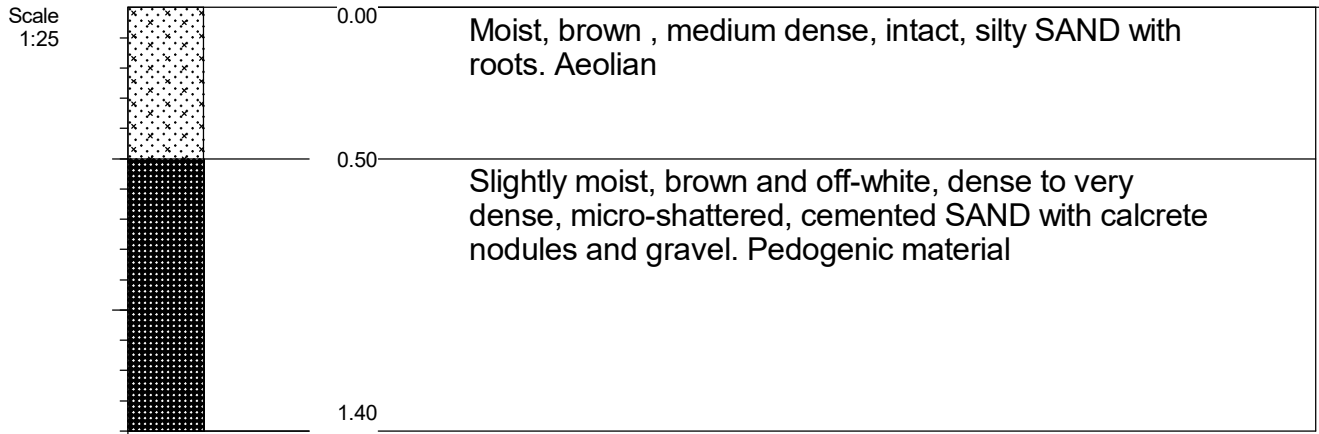 Scale
1:25
0.00
Moist, brown , medium dense, intact, silty SAND with
roots. Aeolian
0.50
Slightly moist, brown and off-white, dense to very
dense, micro-shattered, cemented SAND with calcrete
nodules and gravel. Pedogenic material
1.40